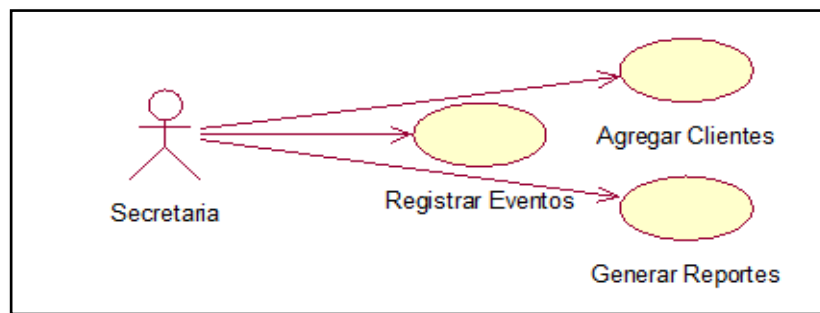 Agregar Clientes
Registrar Eventos
Secretaria
Generar Reportes